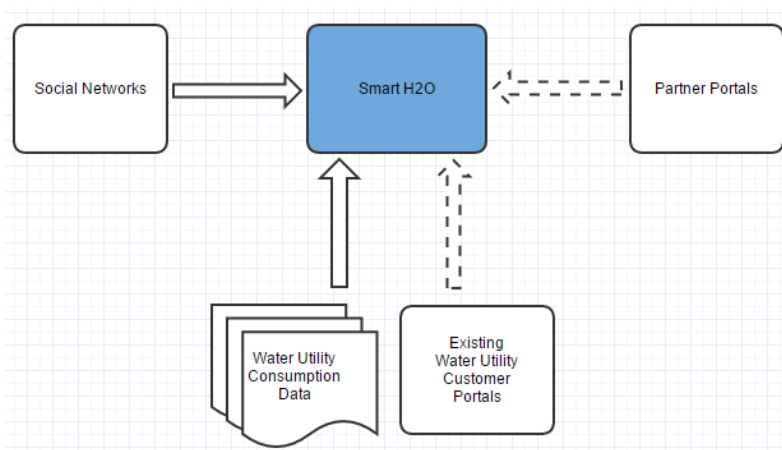 Social Networks
Smart H2O
Partner Portals
Water Utility
Consumption
Data
Existing
Water Utility
Customer
Portals